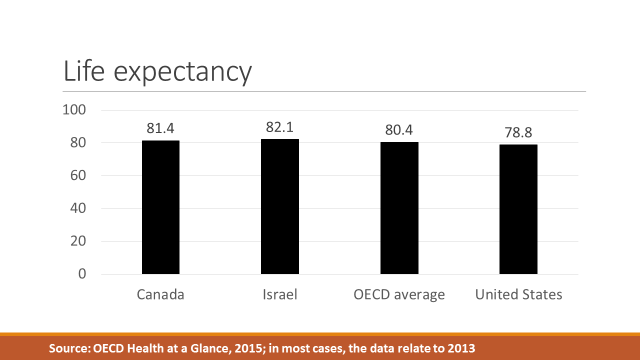 Life expectancy
100
80
60
40
20
0
81.4 82.1 80.4 78.8
Canada Israel OECD average United States
Source: OECD Health at a Glance, 2015; in most cases, the data relate to 2013